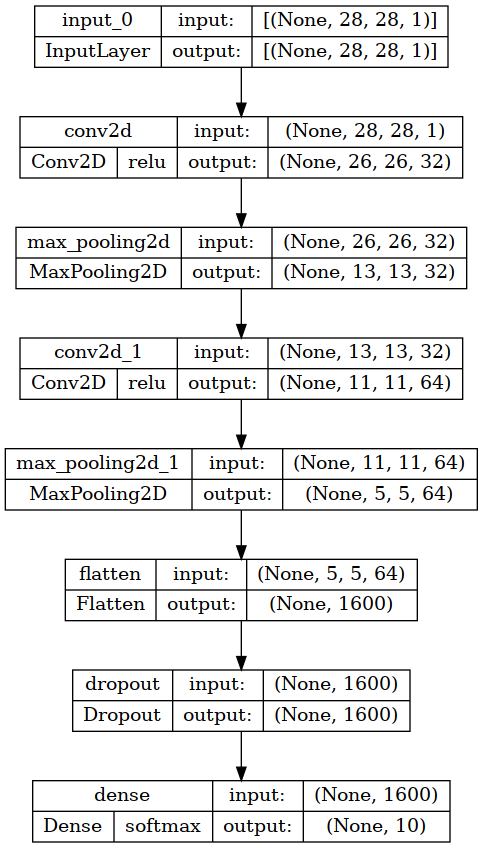 input_0 input: [(None, 28, 28, 1)]
InputLayer output: [(None, 28, 28, 1)]
conv2d input: (None, 28, 28, 1)
Conv2D relu output: (None, 26, 26, 32)
max_pooling2d input: (None, 26, 26, 32)
MaxPooling2D output: (None, 13, 13, 32)
conv2d_1 input: (None, 13, 13, 32)
Conv2D relu output: (None, 11, 11, 64)
max_pooling2d_1 input: (None, 11, 11, 64)
MaxPooling2D output: (None, 5, 5, 64)
flatten input: (None, 5, 5, 64)
Flatten output: (None, 1600)
dropout input: (None, 1600)
Dropout output: (None, 1600)
dense input: (None, 1600)
Dense softmax output: (None, 10)